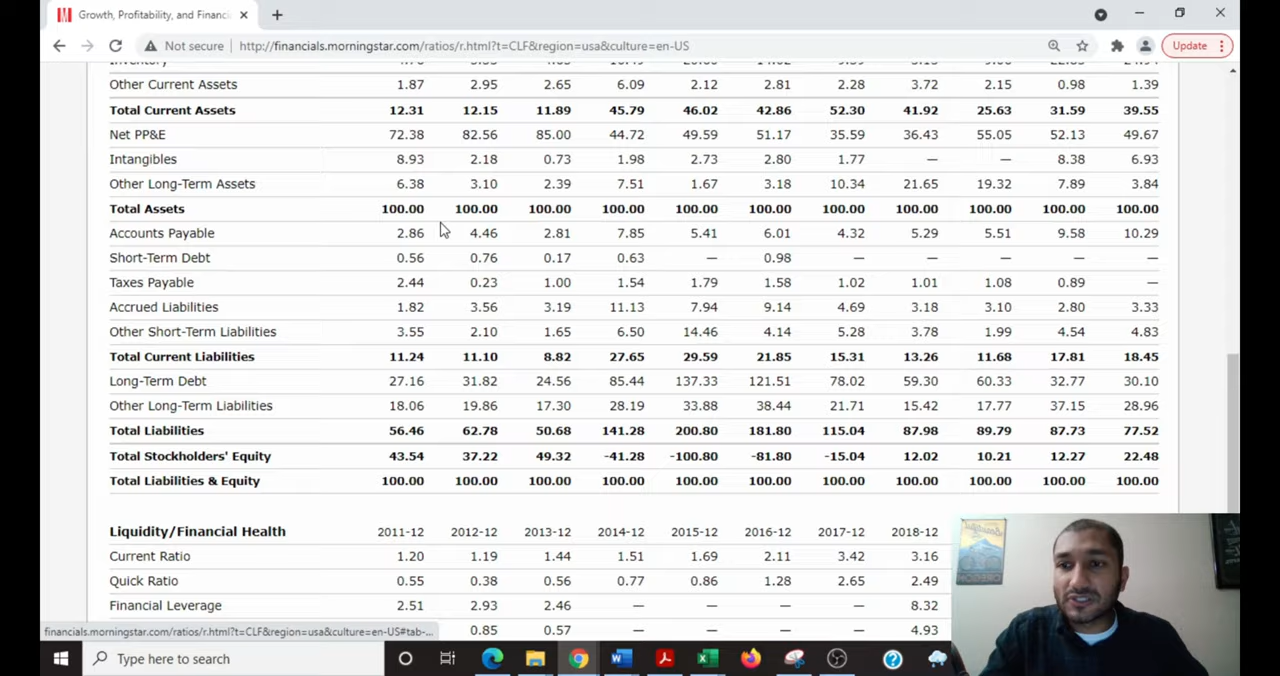 Growth, Profitability, and Financi
Not secure
http://financials.morningstar.com/ratios/r.html?t=CLF&region=usa&culture=en-US
Update
Other Current Assets 1.87 2.95 2.65 6.09 2.12 2.81 2.28 3.72 2.15 0.98 1.39
Total Current Assets 12.31 12.15 11.89 45.79 46.02 42.86 52.30 41.92 25.63 31.59 39.55
Net PP&E 72.38 82.56 85.00 44.72 49.59 51.17 35.59 36.43 55.05 52.13 49.67
Intangibles 8.93 2.18 0.73 1.98 2.73 2.80 1.77 — — 8.38 6.93
Other Long-Term Assets 6.38 3.10 2.39 7.51 1.67 3.18 10.34 21.65 19.32 7.89 3.84
Total Assets 100.00 100.00 100.00 100.00 100.00 100.00 100.00 100.00 100.00 100.00 100.00
Accounts Payable 2.86 4.46 2.81 7.85 5.41 6.01 4.32 5.29 5.51 9.58 10.29
Short-Term Debt 0.56 0.76 0.17 0.63 — 0.98 — — — — —
Taxes Payable 2.44 0.23 1.00 1.54 1.79 1.58 1.02 1.01 1.08 0.89 —
Accrued Liabilities 1.82 3.56 3.19 11.13 7.94 9.14 4.69 3.18 3.10 2.80 3.33
Other Short-Term Liabilities 3.55 2.10 1.65 6.50 14.46 4.14 5.28 3.78 1.99 4.54 4.83
Total Current Liabilities 11.24 11.10 8.82 27.65 29.59 21.85 15.31 13.26 11.68 17.81 18.45
Long-Term Debt 27.16 31.82 24.56 85.44 137.33 121.51 78.02 59.30 60.33 32.77 30.10
Other Long-Term Liabilities 18.06 19.86 17.30 28.19 33.88 38.44 21.71 15.42 17.77 37.15 28.96
Total Liabilities 56.46 62.78 50.68 141.28 200.80 181.80 115.04 87.98 89.79 87.73 77.52
Total Stockholders' Equity 43.54 37.22 49.32 -41.28 -100.80 -81.80 -15.04 12.02 10.21 12.27 22.48
Total Liabilities & Equity 100.00 100.00 100.00 100.00 100.00 100.00 100.00 100.00 100.00 100.00 100.00
Liquidity/Financial Health 2011-12 2012-12 2013-12 2014-12 2015-12 2016-12 2017-12 2018-12
Current Ratio 1.20 1.19 1.44 1.51 1.69 2.11 3.42 3.16
Quick Ratio 0.55 0.38 0.56 0.77 0.86 1.28 2.65 2.49
Financial Leverage 2.51 2.93 2.46 — — — — 8.32
financials.morningstar.com/ratios/r.html?t=CLF&region=usa&culture=en-US#tab-...
0.85 0.57 — — — — 4.93
Type here to search